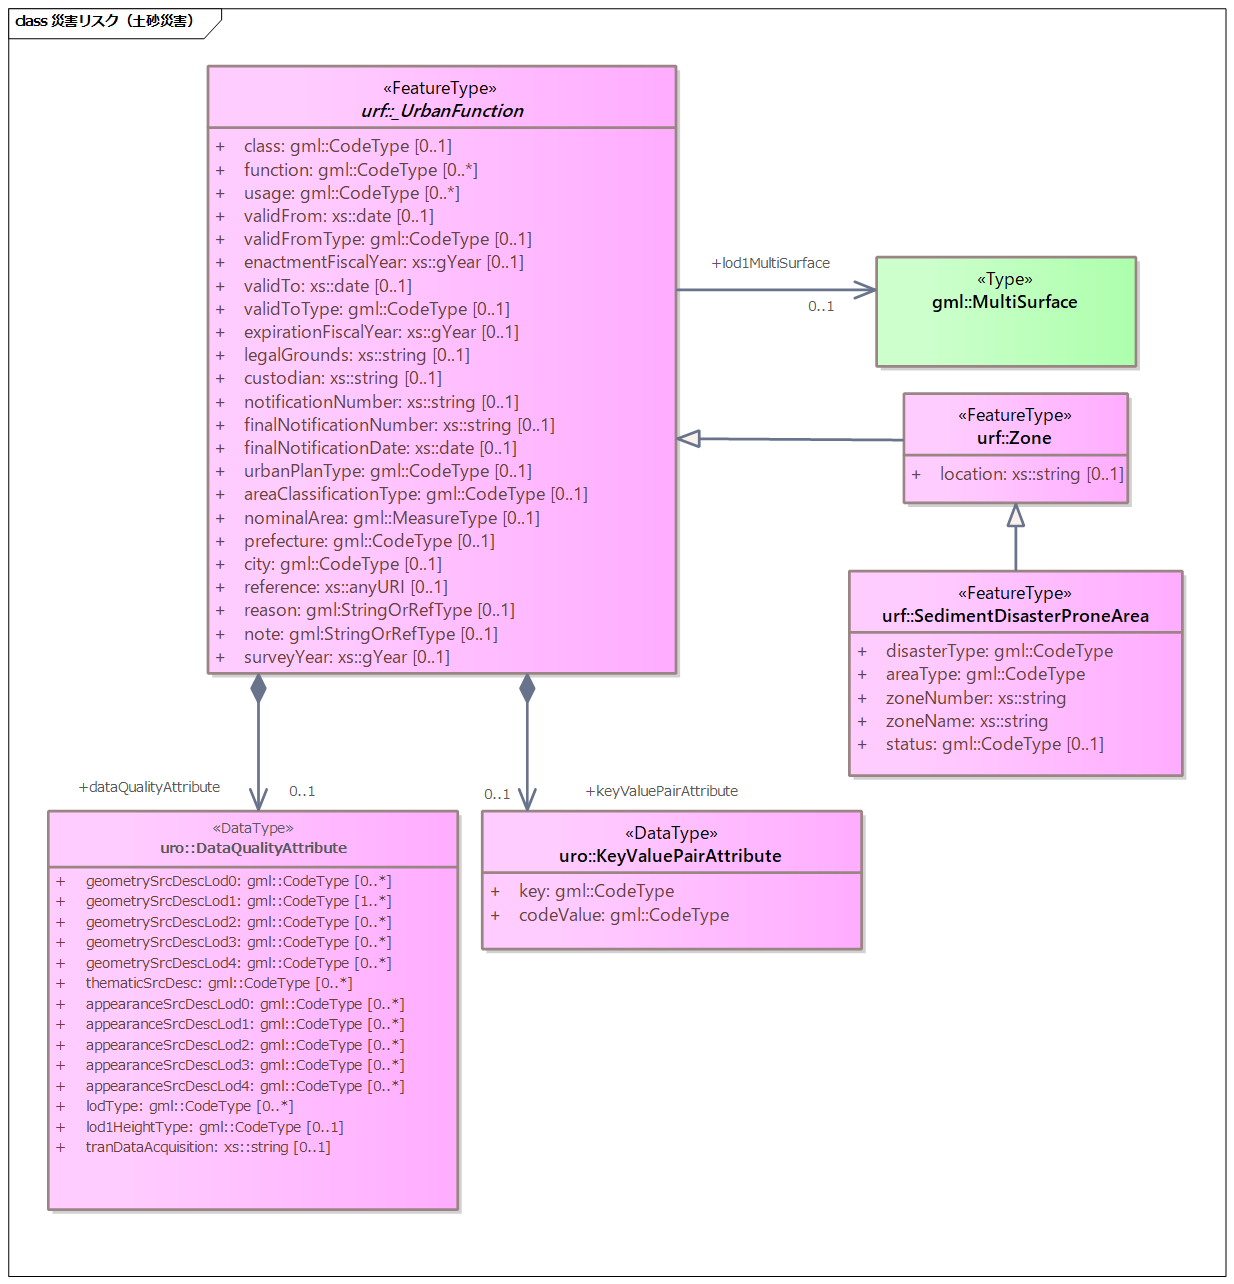 class 災害リスク（土砂災害）
«FeatureType»
urf::_UrbanFunction
+ class: gml::CodeType [0..1]
+ function: gml::CodeType [0..*]
+ usage: gml::CodeType [0..*]
+ validFrom: xs::date [0..1]
+ validFromType: gml::CodeType [0..1]
+ enactmentFiscalYear: xs::gYear [0..1]
+ validTo: xs::date [0..1]
+ validToType: gml::CodeType [0..1]
+ expirationFiscalYear: xs::gYear [0..1]
+ legalGrounds: xs::string [0..1]
+ custodian: xs::string [0..1]
+ notificationNumber: xs::string [0..1]
+ finalNotificationNumber: xs::string [0..1]
+ finalNotificationDate: xs::date [0..1]
+ urbanPlanType: gml::CodeType [0..1]
+ areaClassificationType: gml::CodeType [0..1]
+ nominalArea: gml::MeasureType [0..1]
+ prefecture: gml::CodeType [0..1]
+ city: gml::CodeType [0..1]
+ reference: xs::anyURI [0..1]
+ reason: gml:StringOrRefType [0..1]
+ note: gml:StringOrRefType [0..1]
+ surveyYear: xs::gYear [0..1]
+lod1MultiSurface
0..1
«Type»
gml::MultiSurface
«FeatureType»
urf::Zone
+ location: xs::string [0..1]
«FeatureType»
urf::SedimentDisasterProneArea
+ disasterType: gml::CodeType
+ areaType: gml::CodeType
+ zoneNumber: xs::string
+ zoneName: xs::string
+ status: gml::CodeType [0..1]
+dataQualityAttribute
0..1
0..1
+keyValuePairAttribute
«DataType»
uro::DataQualityAttribute
+ geometrySrcDescLod0: gml::CodeType [0..*]
+ geometrySrcDescLod1: gml::CodeType [1..*]
+ geometrySrcDescLod2: gml::CodeType [0..*]
+ geometrySrcDescLod3: gml::CodeType [0..*]
+ geometrySrcDescLod4: gml::CodeType [0..*]
+ thematicSrcDesc: gml::CodeType [0..*]
+ appearanceSrcDescLod0: gml::CodeType [0..*]
+ appearanceSrcDescLod1: gml::CodeType [0..*]
+ appearanceSrcDescLod2: gml::CodeType [0..*]
+ appearanceSrcDescLod3: gml::CodeType [0..*]
+ appearanceSrcDescLod4: gml::CodeType [0..*]
+ lodType: gml::CodeType [0..*]
+ lod1HeightType: gml::CodeType [0..1]
+ tranDataAcquisition: xs::string [0..1]
«DataType»
uro::KeyValuePairAttribute
+ key: gml::CodeType
+ codeValue: gml::CodeType